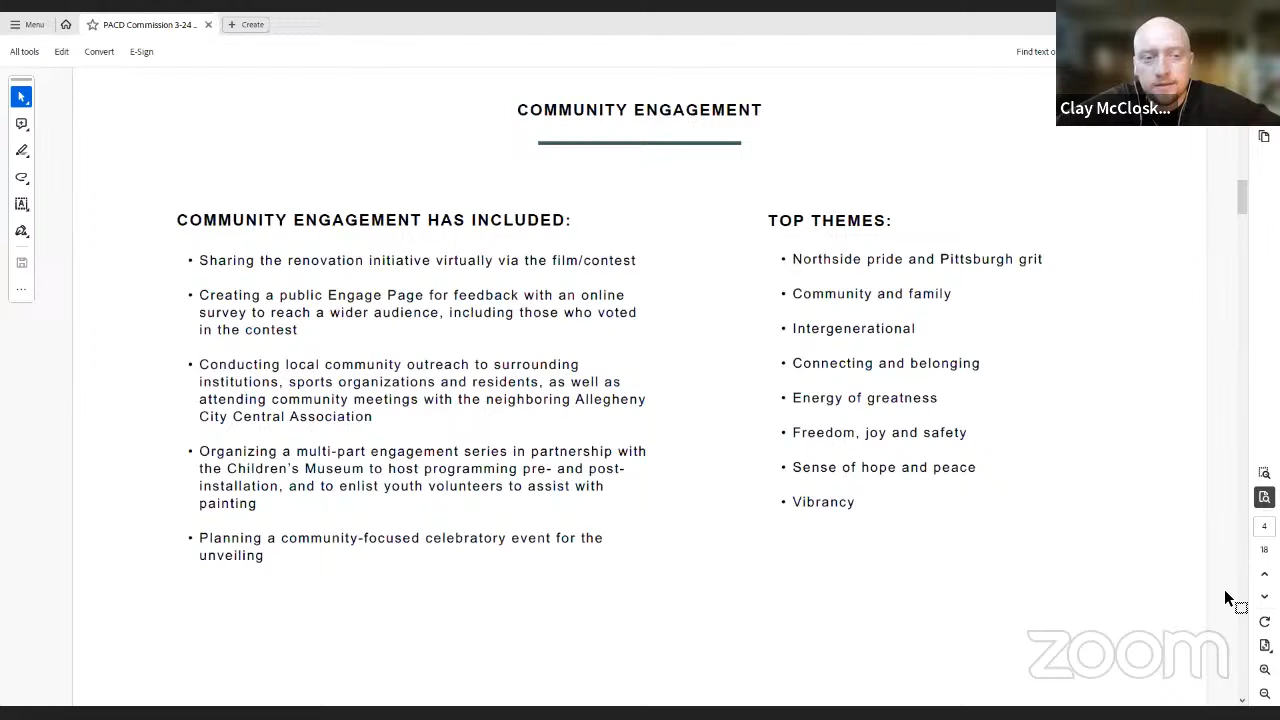 Menu
PACD Commission 3-24 ...
Create
All tools
Edit
Convert
E-Sign
Find text o
Clay McClosk...
COMMUNITY ENGAGEMENT
COMMUNITY ENGAGEMENT HAS INCLUDED:
• Sharing the renovation initiative virtually via the film/contest
• Creating a public Engage Page for feedback with an online
survey to reach a wider audience, including those who voted
in the contest
• Conducting local community outreach to surrounding
institutions, sports organizations and residents, as well as
attending community meetings with the neighboring Allegheny
City Central Association
• Organizing a multi-part engagement series in partnership with
the Children's Museum to host programming pre- and post-
installation, and to enlist youth volunteers to assist with
painting
• Planning a community-focused celebratory event for the
unveiling
TOP THEMES:
• Northside pride and Pittsburgh grit
• Community and family
• Intergenerational
• Connecting and belonging
• Energy of greatness
• Freedom, joy and safety
• Sense of hope and peace
• Vibrancy
4
18
zoom